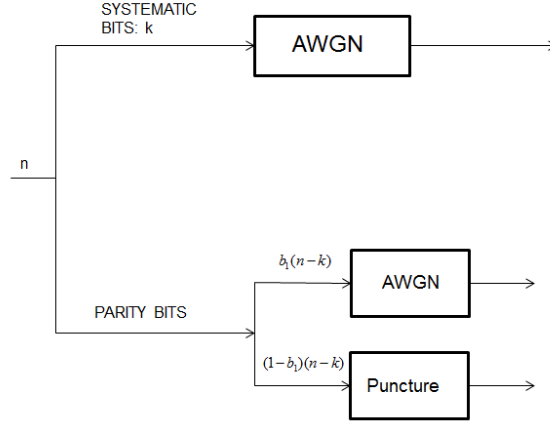 SYSTEMATIC
BITS: k
AWGN
n
b₁(n−k)
AWGN
PARITY BITS
(1−b₁)(n−k)
Puncture